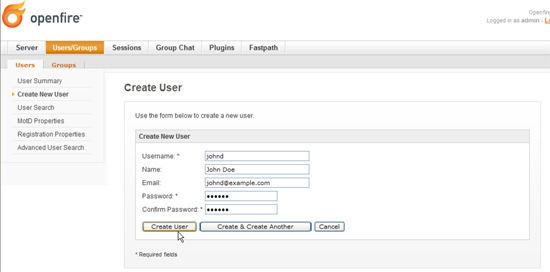 openfire™
Openfire
Logged in as admin -
Server Users/Groups Sessions Group Chat Plugins Fastpath
Users Groups
User Summary
Create New User
User Search
MotD Properties
Registration Properties
Advanced User Search
Create User
Use the form below to create a new user.
Create New User
Username: * johnd
Name: John Doe
Email: johnd@example.com
Password: * ••••••
Confirm Password: * ••••••
Create User Create & Create Another Cancel
* Required fields